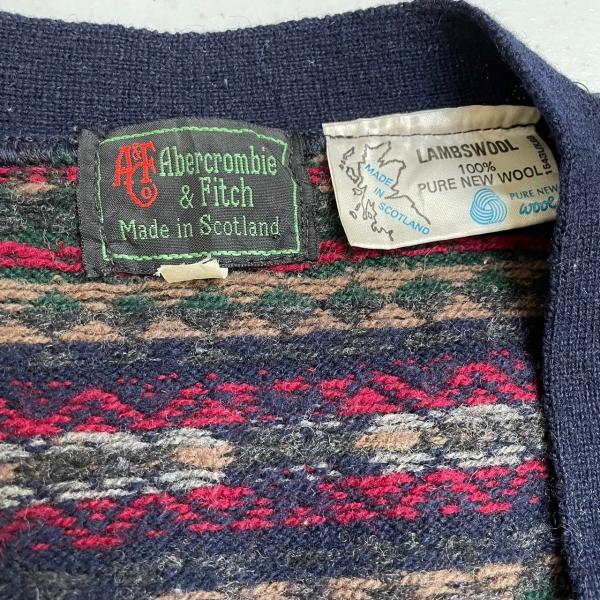 A&F Co
Abercrombie
& Fitch
Made in Scotland
LAMBSWOOL
100%
PURE NEW WOOL
MADE
IN
SCOTLAND
PURE NEW
wool